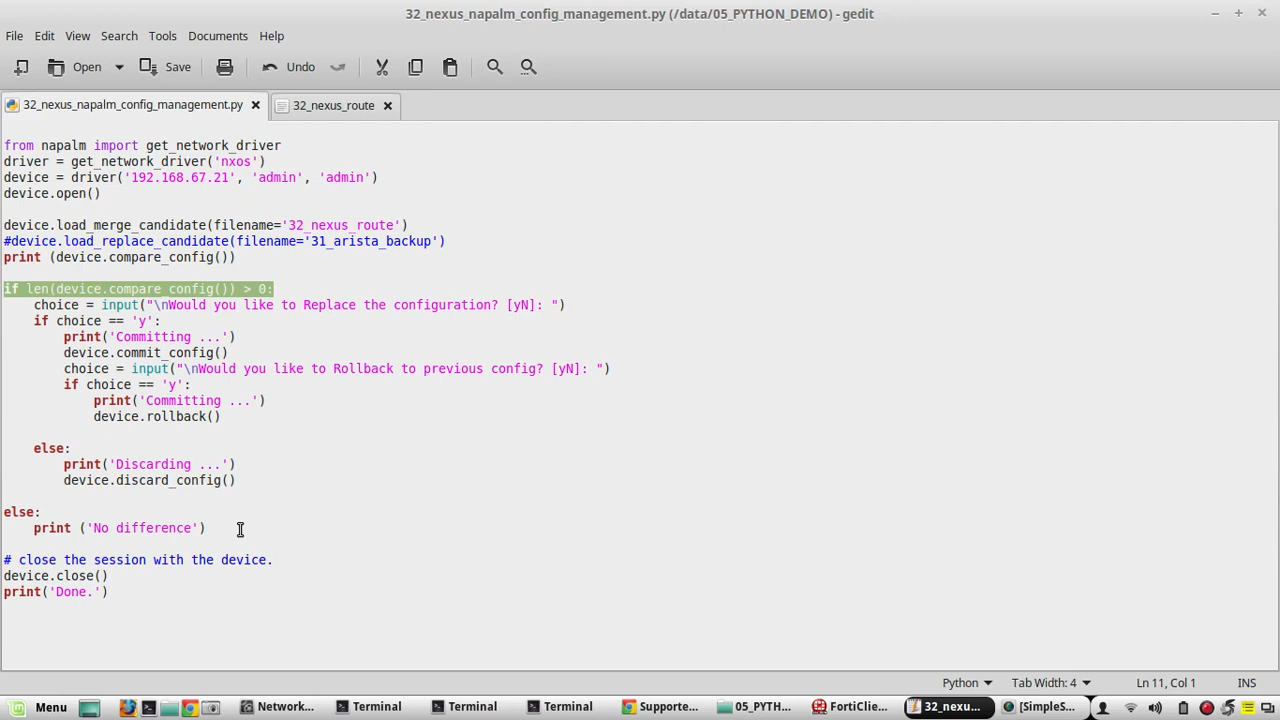 32_nexus_napalm_config_management.py (/data/05_PYTHON_DEMO) - gedit
File Edit View Search Tools Documents Help
Open Save Undo
32_nexus_napalm_config_management.py 32_nexus_route
from napalm import get_network_driver
driver = get_network_driver('nxos')
device = driver('192.168.67.21', 'admin', 'admin')
device.open()
device.load_merge_candidate(filename='32_nexus_route')
#device.load_replace_candidate(filename='31_arista_backup')
print (device.compare_config())
if len(device.compare_config()) > 0:
    choice = input("\nWould you like to Replace the configuration? [yN]: ")
    if choice == 'y':
        print('Committing ...')
        device.commit_config()
        choice = input("\nWould you like to Rollback to previous config? [yN]: ")
        if choice == 'y':
            print('Committing ...')
            device.rollback()
    else:
        print('Discarding ...')
        device.discard_config()
else:
    print ('No difference')
# close the session with the device.
device.close()
print('Done.')
Python Tab Width: 4 Ln 11, Col 1 INS
Menu Network... Terminal Terminal Terminal Supporte... 05_PYTH... FortiClie... 32_nexu... [SimpleS...